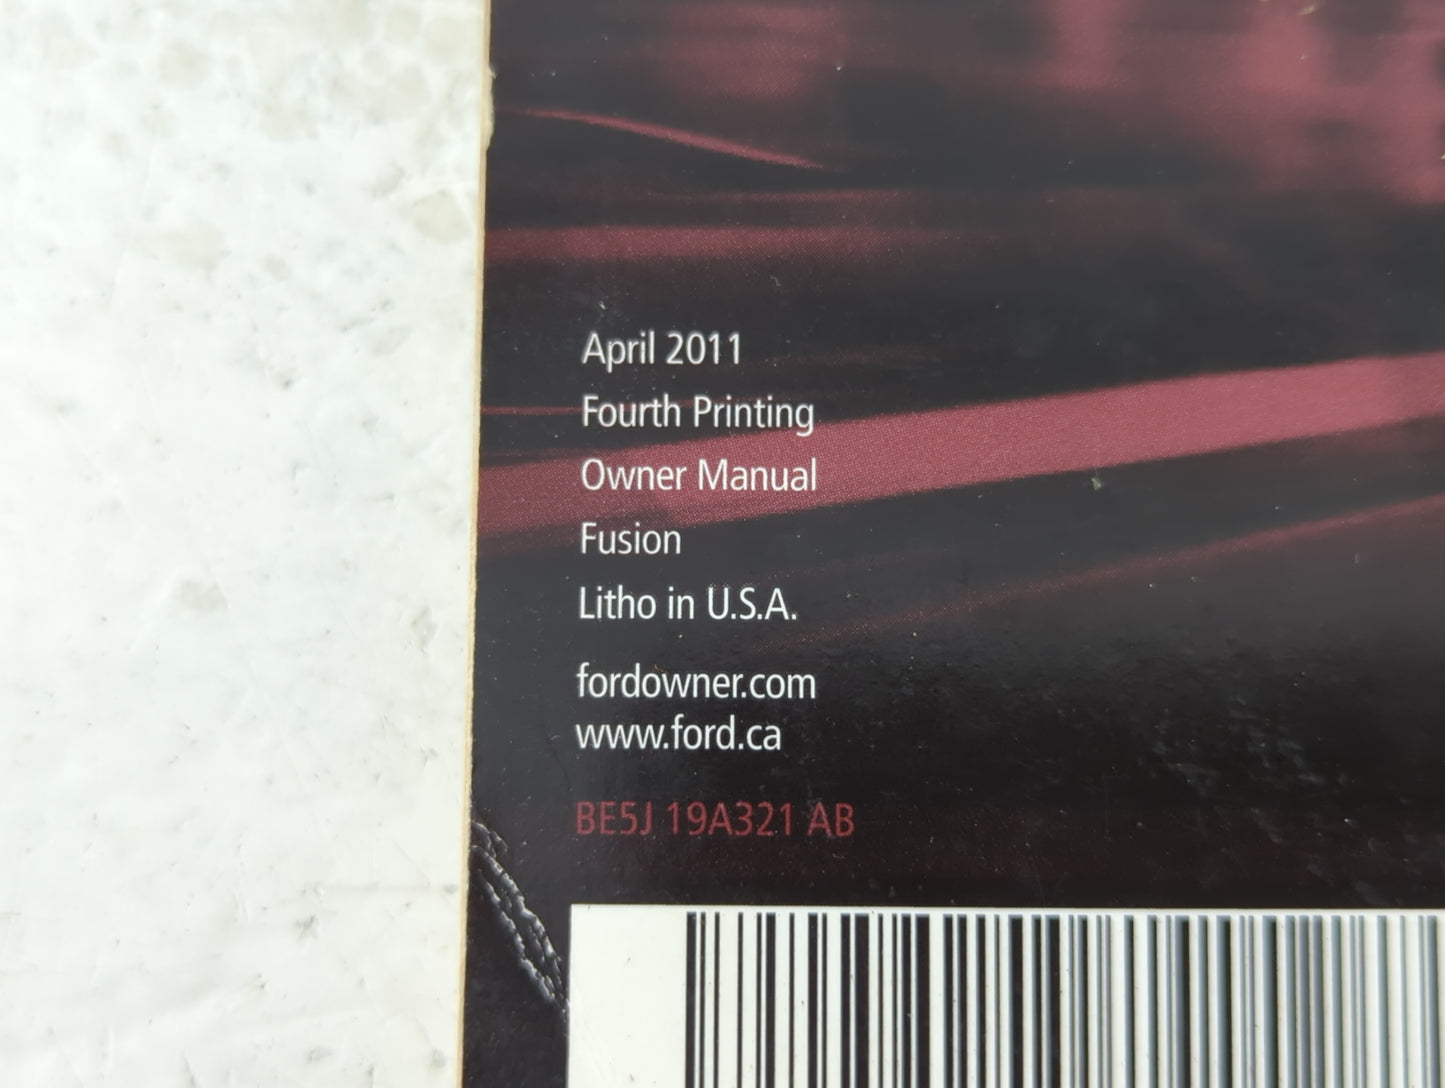 April 2011
Fourth Printing
Owner Manual
Fusion
Litho in U.S.A.
fordowner.com
www.ford.ca
BE5J 19A321 AB